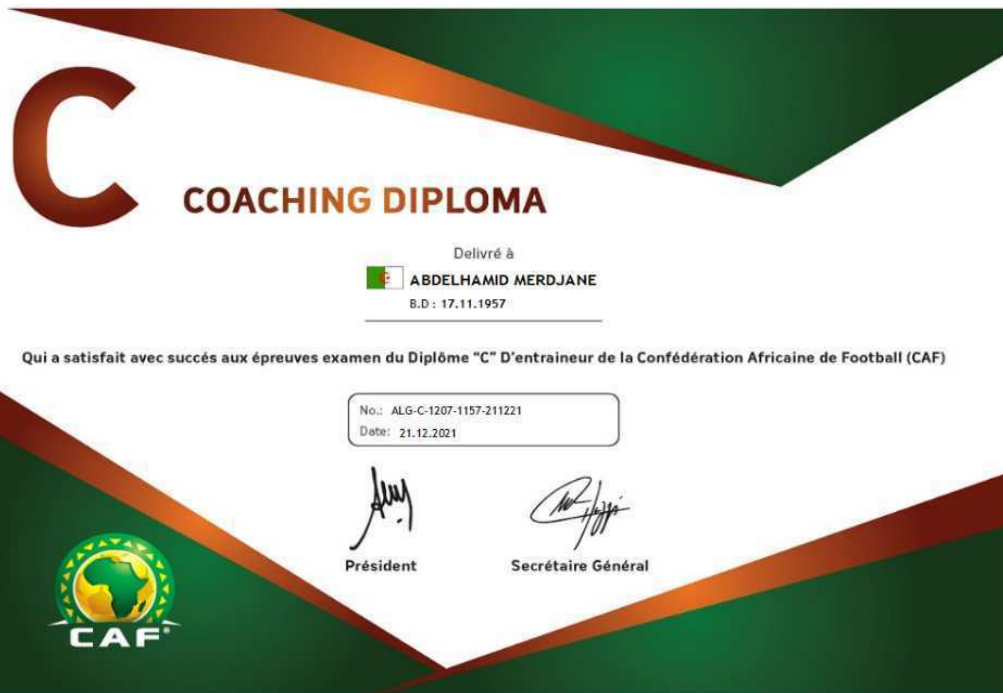 C
COACHING DIPLOMA
Delivré à
ABDELHAMID MERDJANE
B.D : 17.11.1957
Qui a satisfait avec succés aux épreuves examen du Diplôme "C" D'entraineur de la Confédération Africaine de Football (CAF)
No.: ALG-C-1207-1157-211221
Date: 21.12.2021
Président Secrétaire Général
CAF